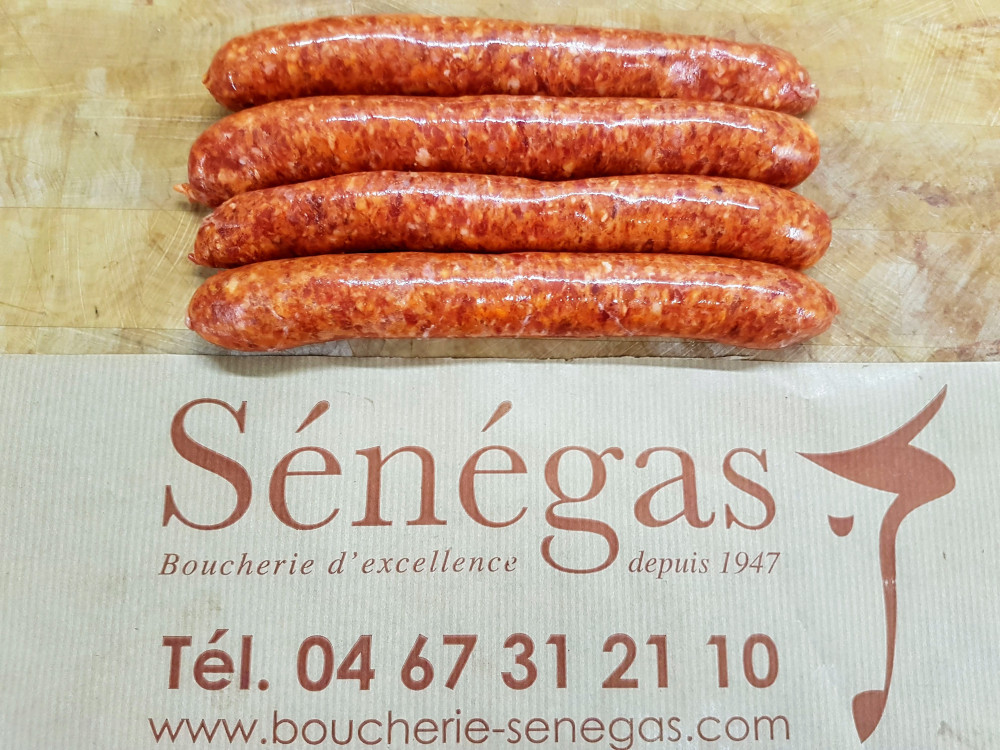 Sénégas
Boucherie d'excellence depuis 1947
Tél. 04 67 31 21 10
www.boucherie-senegas.com